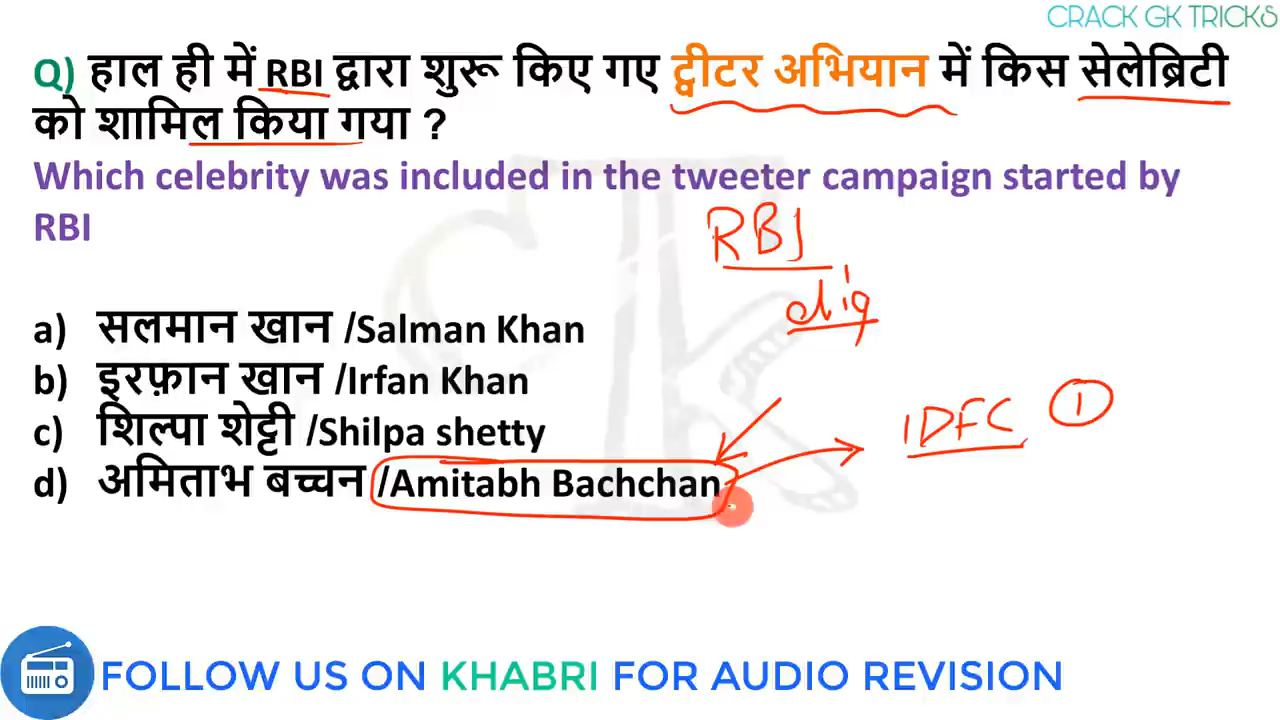 CRACK GK TRICKS
Q) हाल ही में RBI द्वारा शुरू किए गए ट्वीटर अभियान में किस सेलेब्रिटी
को शामिल किया गया ?
Which celebrity was included in the tweeter campaign started by
RBI
RBI
dig
a) सलमान खान /Salman Khan
b) इरफ़ान खान /Irfan Khan
IDFC 1
c) शिल्पा शेट्टी /Shilpa shetty
d) अमिताभ बच्चन /Amitabh Bachchan
FOLLOW US ON KHABRI FOR AUDIO REVISION